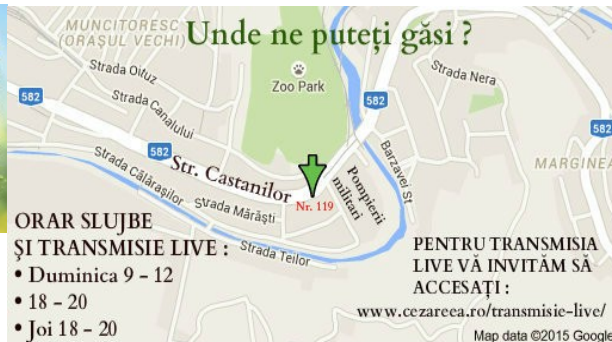 Unde ne puteți găsi ?
MUNCITORESC
(ORAȘUL VECHI)
Strada Oituz
Strada Canalului
Zoo Park
Strada Nera
582
582
582
582
Str. Castanilor
Nr. 119
Strada Călărașilor
Strada Mărăști
Strada Teilor
Pompierii
militari
Barzavei St
MARGINEA
ORAR SLUJBE
ȘI TRANSMISIE LIVE :
• Duminica 9 - 12
• 18 - 20
• Joi 18 - 20
PENTRU TRANSMISIA
LIVE VĂ INVITĂM SĂ
ACCESAȚI :
www.cezareea.ro/transmisie-live/
Map data ©2015 Google